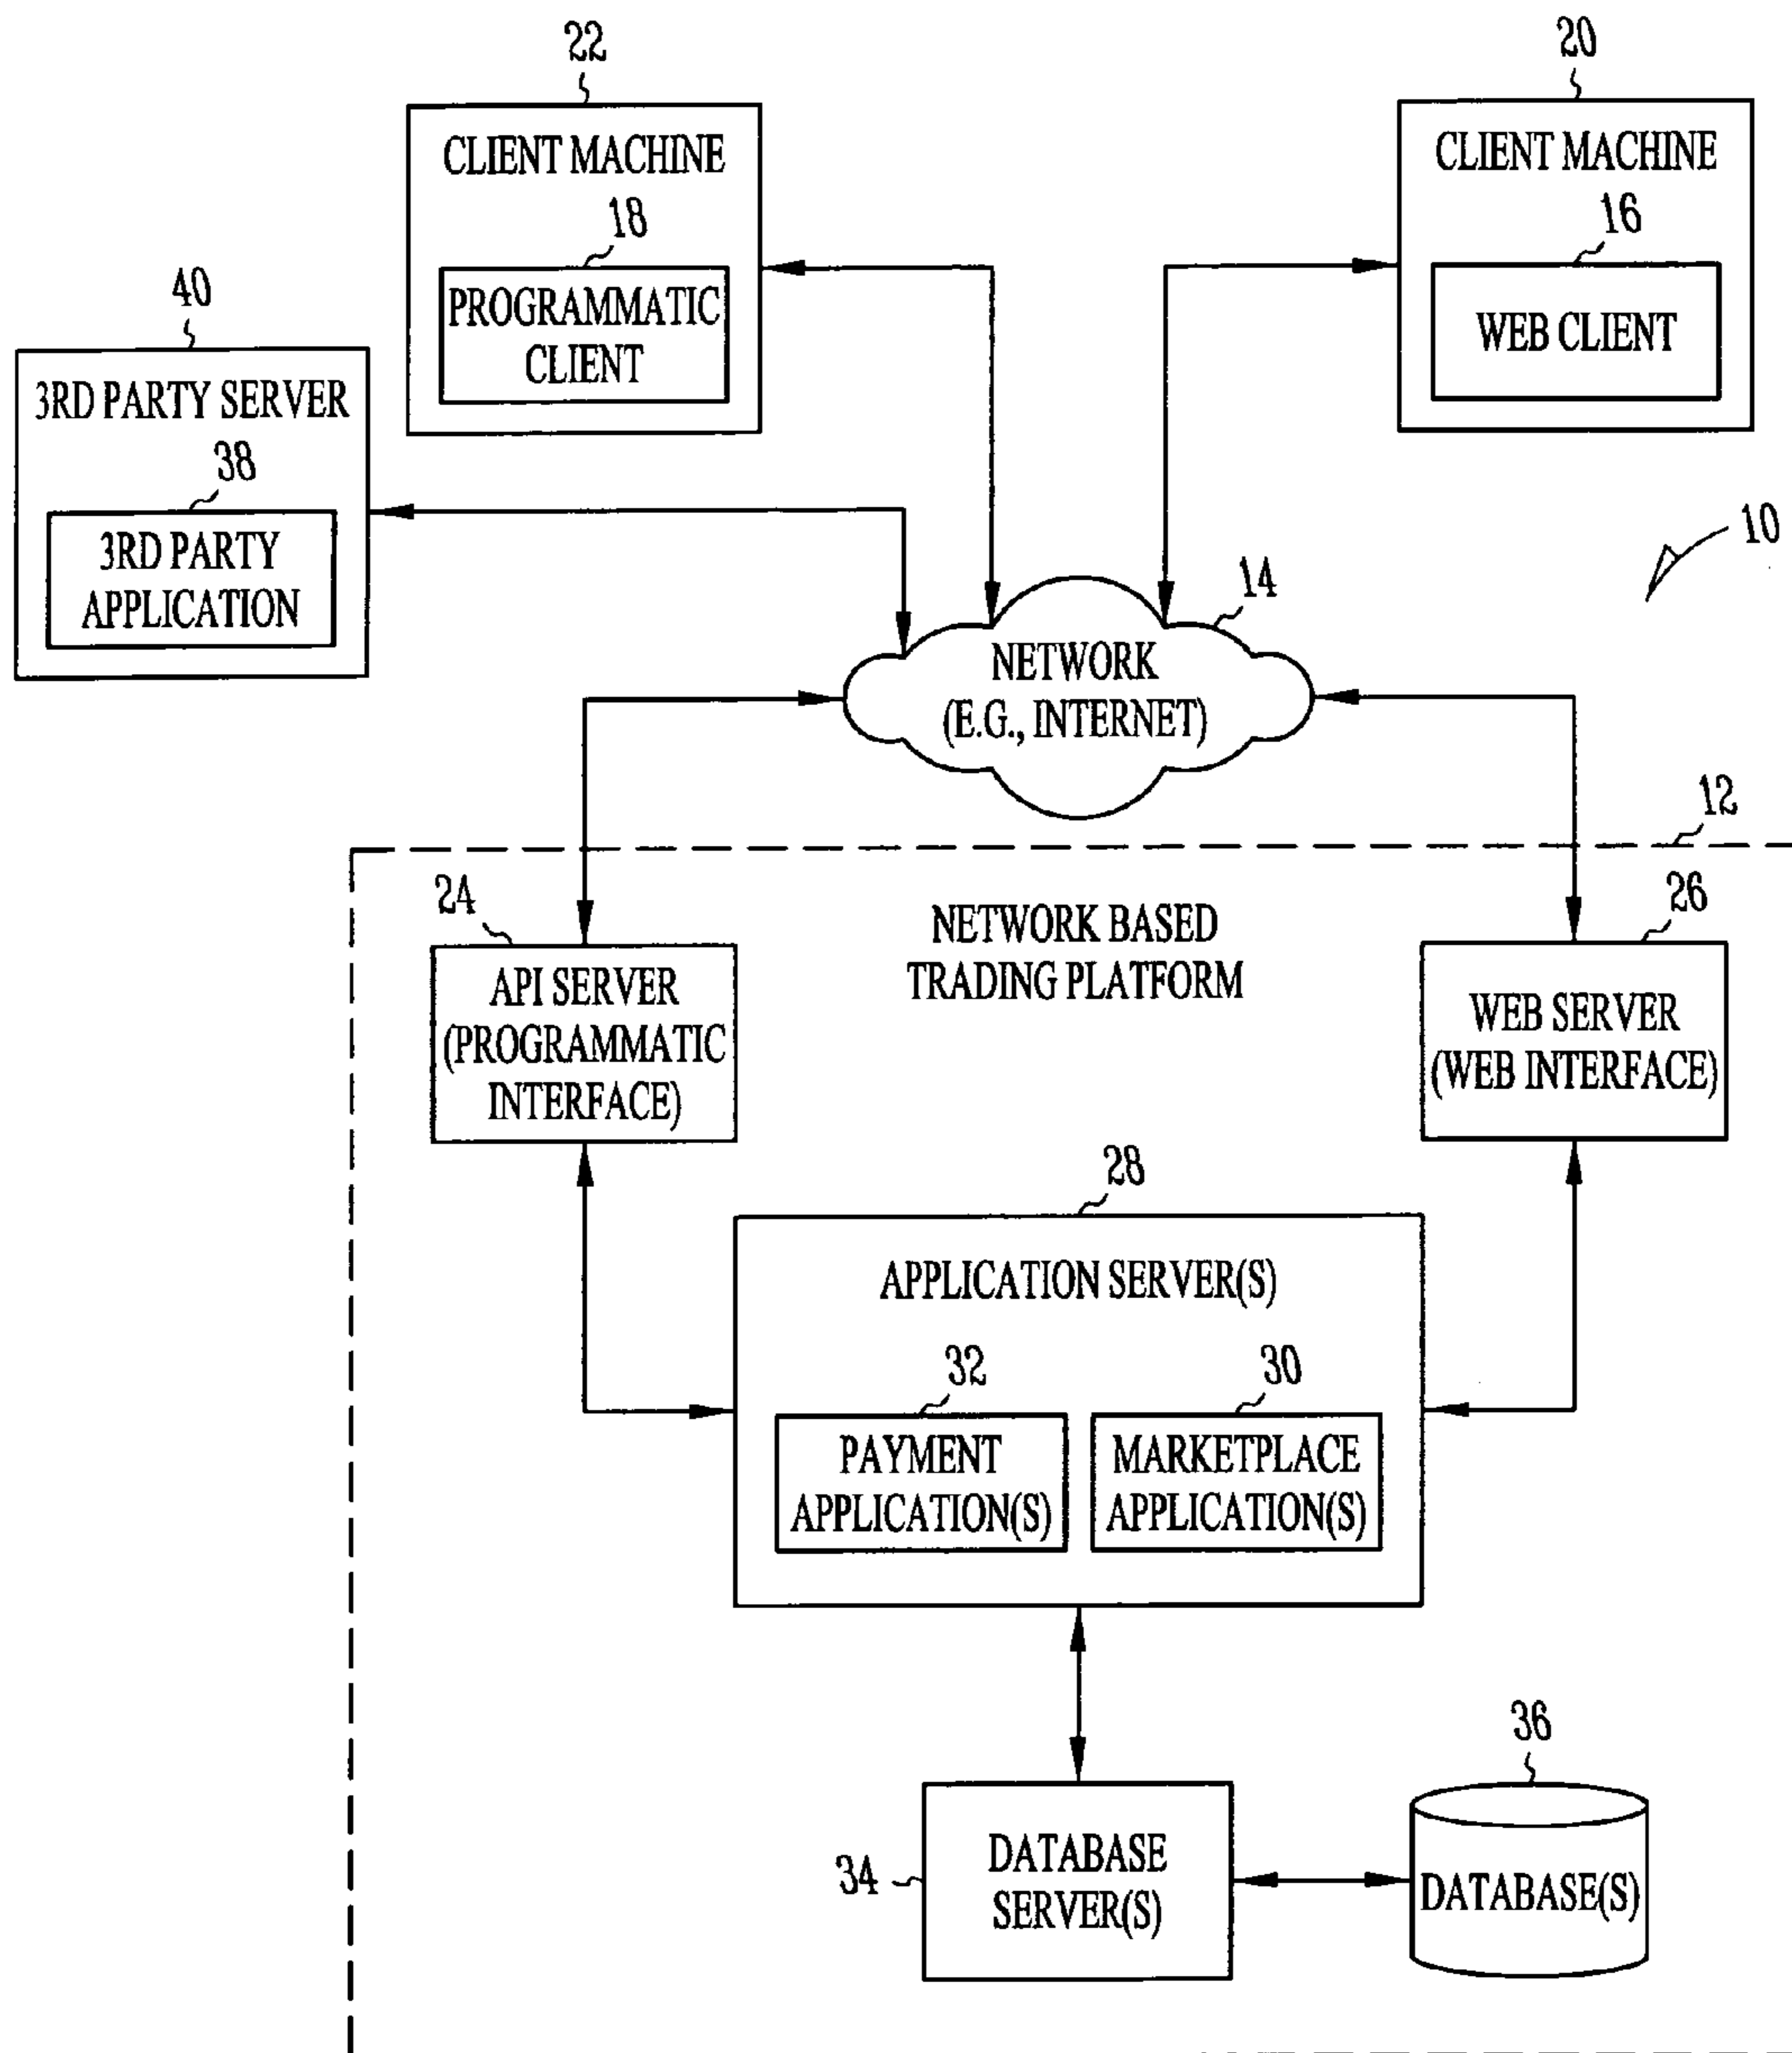 22
CLIENT MACHINE
18
PROGRAMMATIC
CLIENT
20
CLIENT MACHINE
16
WEB CLIENT
40
3RD PARTY SERVER
38
3RD PARTY
APPLICATION
10
14
NETWORK
(E.G., INTERNET)
12
NETWORK BASED
TRADING PLATFORM
24
API SERVER
(PROGRAMMATIC
INTERFACE)
26
WEB SERVER
(WEB INTERFACE)
28
APPLICATION SERVER(S)
32
PAYMENT
APPLICATION(S)
30
MARKETPLACE
APPLICATION(S)
34
DATABASE
SERVER(S)
36
DATABASE(S)